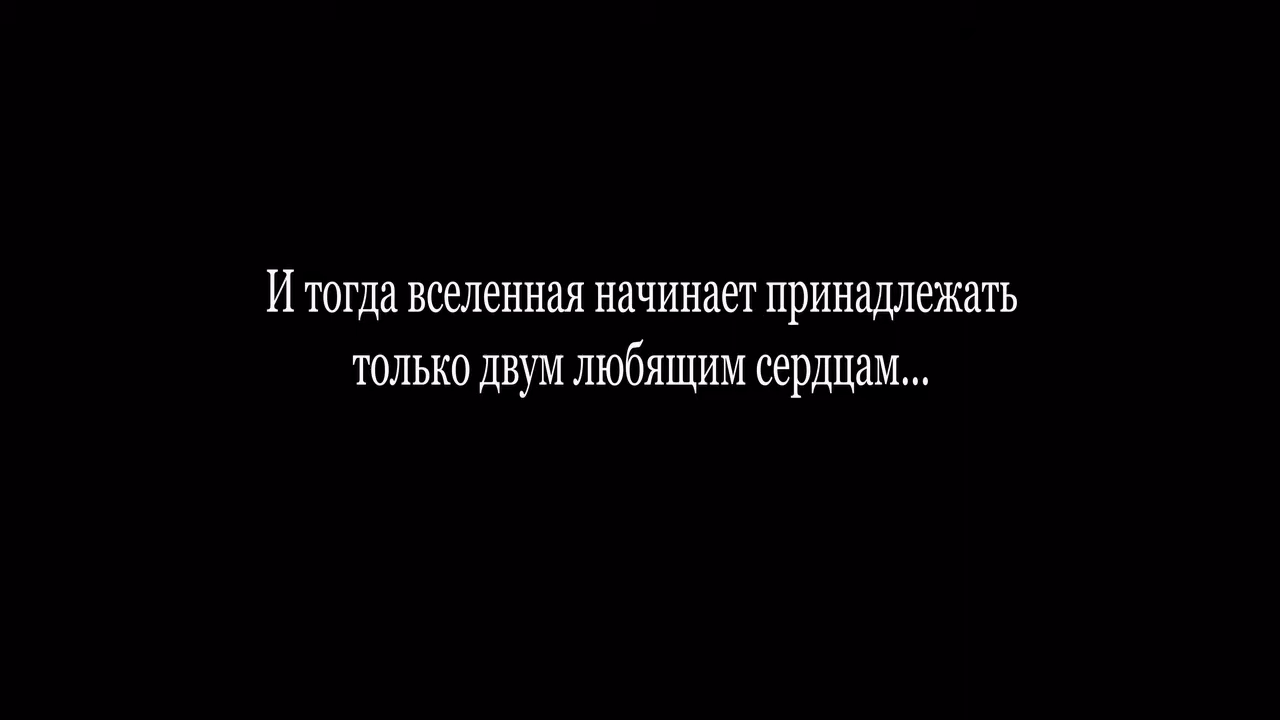 И тогда вселенная начинает принадлежать
только двум любящим сердцам...